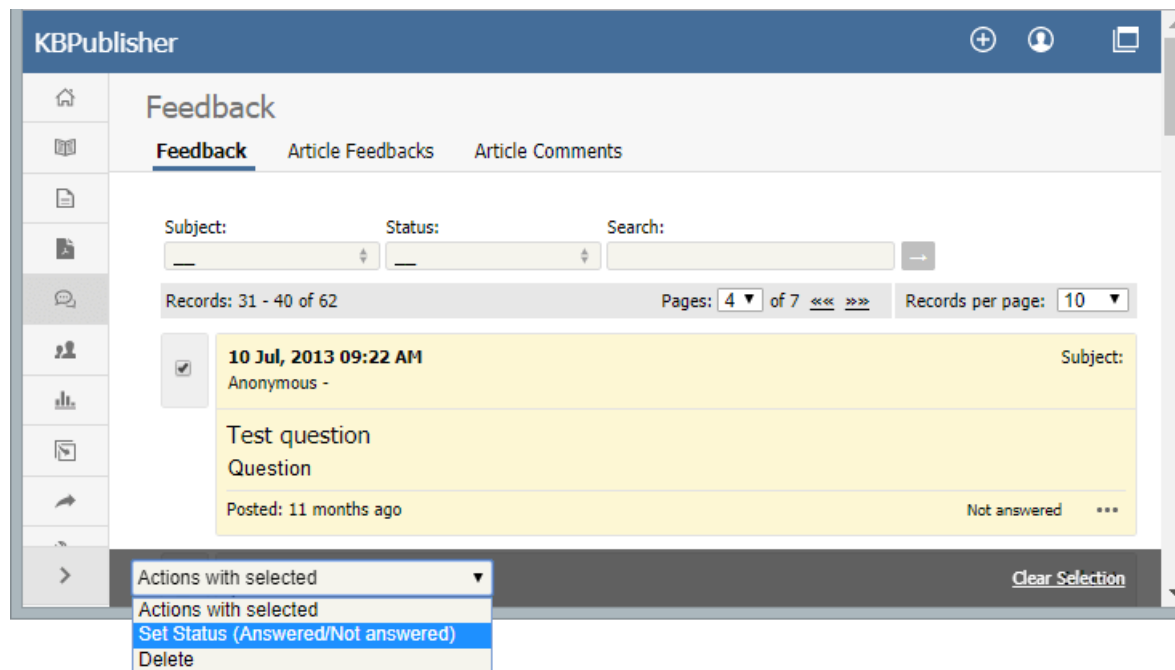 KBPublisher
Feedback
Feedback Article Feedbacks Article Comments
Subject: Status: Search:
__ __ →
Records: 31 - 40 of 62 Pages: 4 ▼ of 7 «« »» Records per page: 10 ▼
10 Jul, 2013 09:22 AM Subject:
Anonymous -
Test question
Question
Posted: 11 months ago Not answered •••
Actions with selected ▼ Clear Selection
Actions with selected
Set Status (Answered/Not answered)
Delete